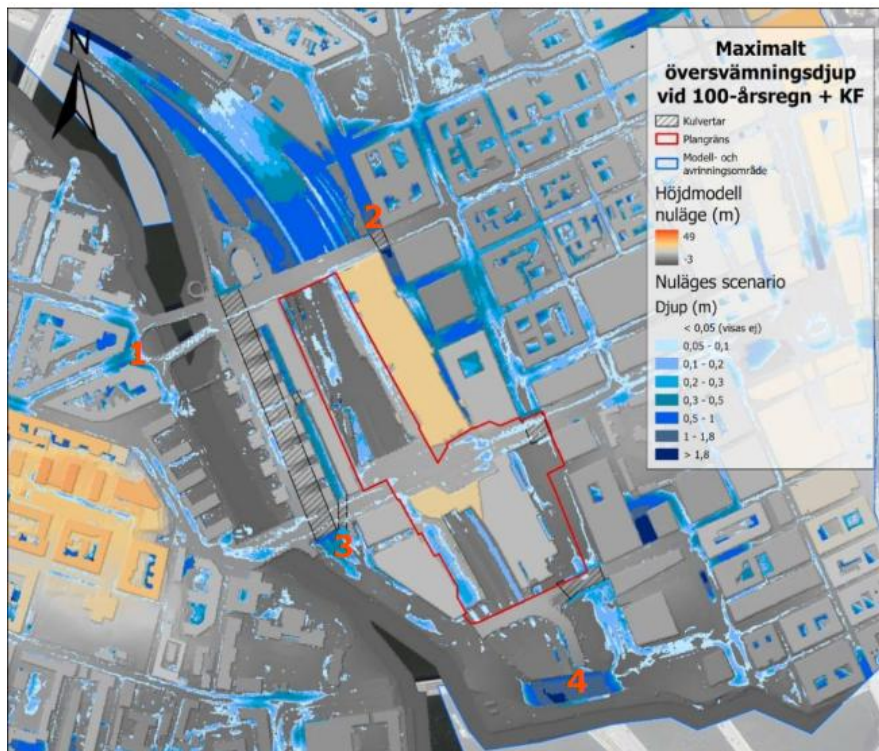 N
Maximalt
översvämningsdjup
vid 100-årsregn + KF
Kulvertar
Plangräns
Modell- och
avrinningsområde
Höjdmodell
nuläge (m)
49
-3
Nuläges scenario
Djup (m)
< 0,05 (visas ej)
0,05 - 0,1
0,1 - 0,2
0,2 - 0,3
0,3 - 0,5
0,5 - 1
1 - 1,8
> 1,8
2
1
3
4